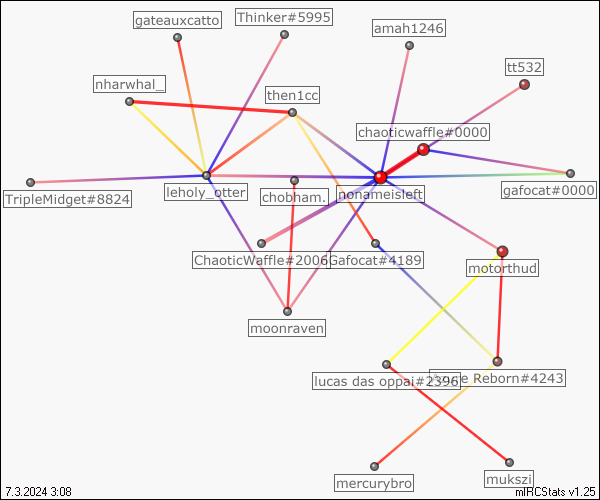 gateauxcatto
Thinker#5995
amah1246
tt532
nharwhal_
then1cc
chaoticwaffle#0000
TripleMidget#8824
leholy_otter
chobham.
nonameisleft
gafocat#0000
ChaoticWaffle#2006
Gafocat#4189
motorthud
moonraven
lucas das oppai#2396
Reborn#4243
mercurybro
mukszi
7.3.2024 3:08
mIRCStats v1.25